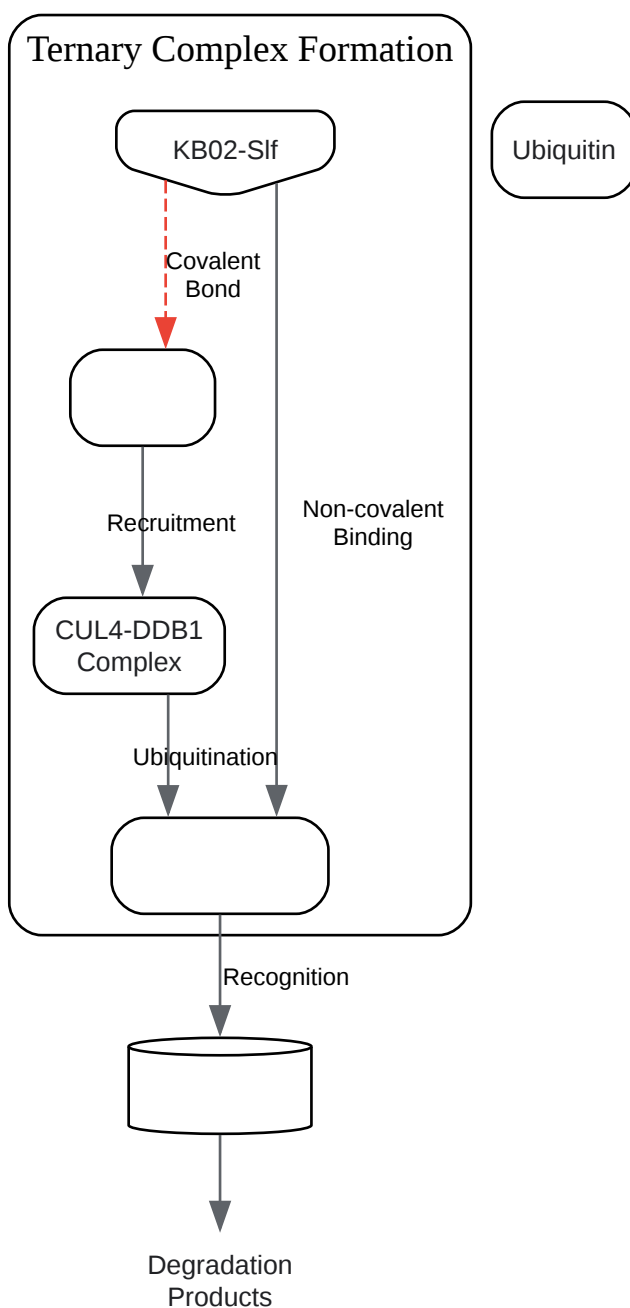 Ternary Complex Formation
KB02-Slf
Ubiquitin
Covalent
Bond
Recruitment
Non-covalent
Binding
CUL4-DDB1
Complex
Ubiquitination
Recognition
Degradation
Products